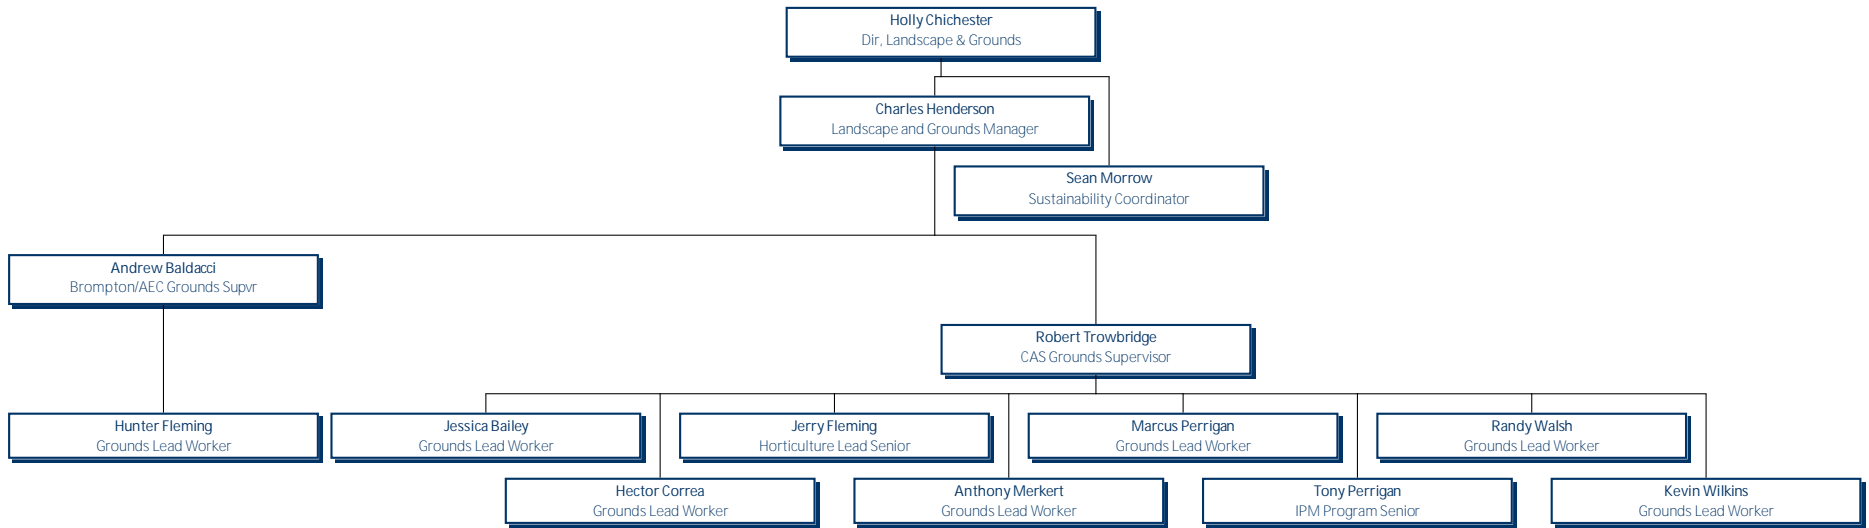 Holly Chichester
Dir, Landscape & Grounds
Charles Henderson
Landscape and Grounds Manager
Sean Morrow
Sustainability Coordinator
Andrew Baldacci
Brompton/AEC Grounds Supvr
Robert Trowbridge
CAS Grounds Supervisor
Hunter Fleming
Grounds Lead Worker
Jessica Bailey
Grounds Lead Worker
Jerry Fleming
Horticulture Lead Senior
Marcus Perrigan
Grounds Lead Worker
Randy Walsh
Grounds Lead Worker
Hector Correa
Grounds Lead Worker
Anthony Merkert
Grounds Lead Worker
Tony Perrigan
IPM Program Senior
Kevin Wilkins
Grounds Lead Worker